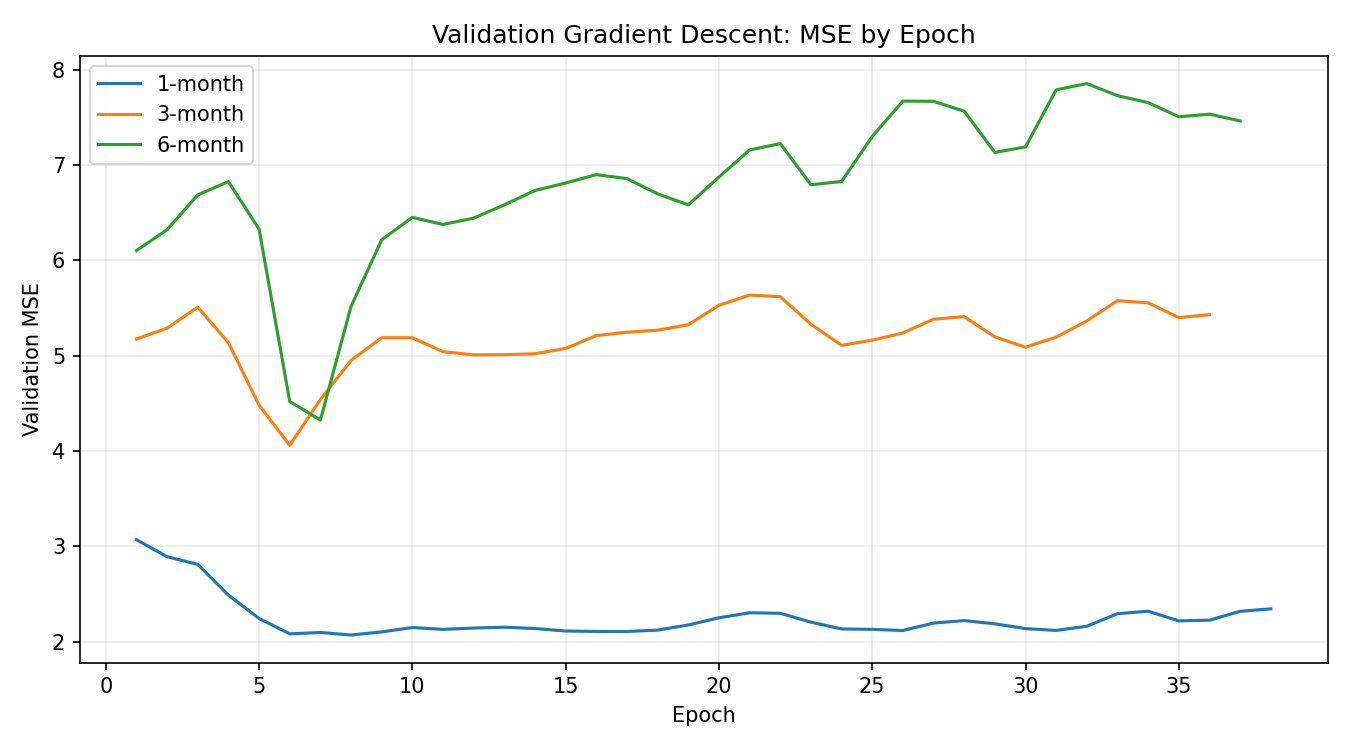 Validation Gradient Descent: MSE by Epoch
1-month
3-month
6-month
8
7
6
5
4
3
2
Validation MSE
0 5 10 15 20 25 30 35
Epoch